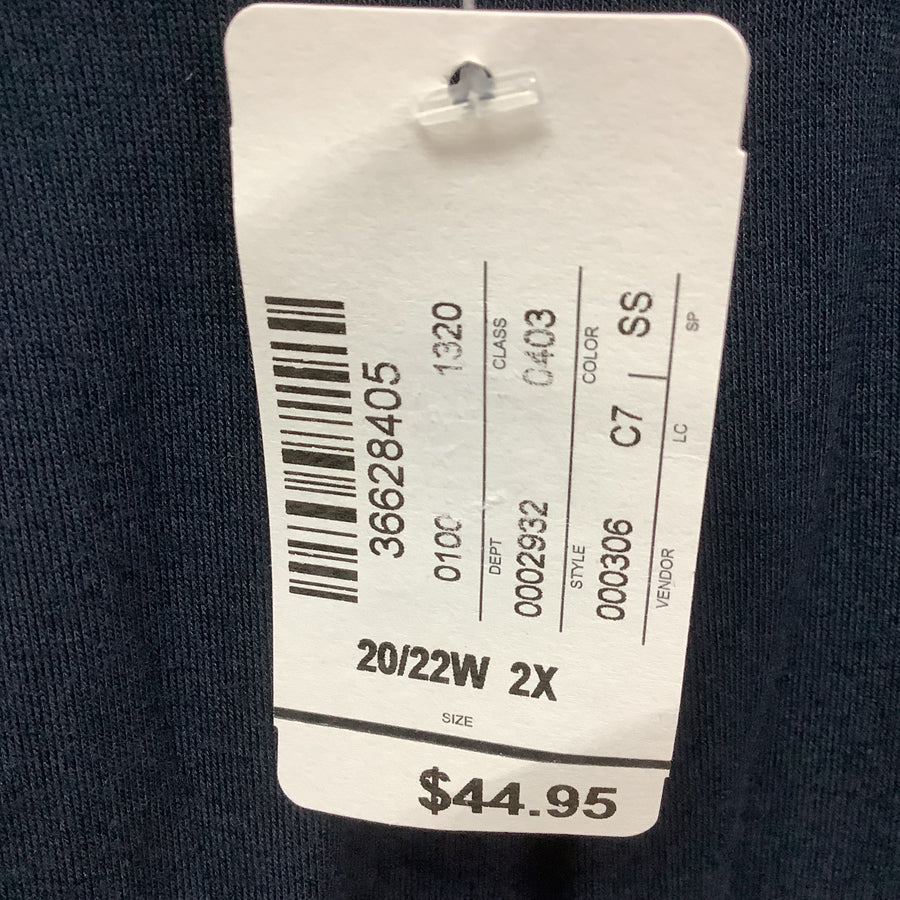 36628405
0100 1320
DEPT CLASS
0002932 0403
STYLE COLOR
000306 C7 SS
VENDOR LC SP
20/22W 2X
SIZE
$44.95